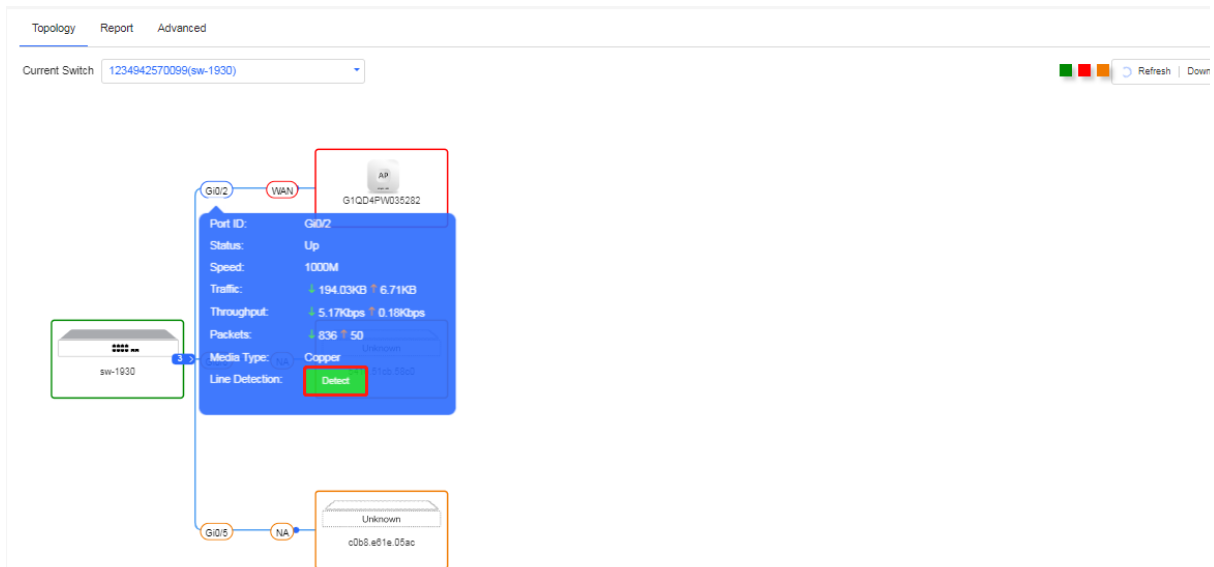 Topology Report Advanced
Current Switch 1234942570099(sw-1930)
Refresh | Down
AP
G1QD4PW035282
Gi0/2 WAN
Port ID: Gi0/2
Status: Up
Speed: 1000M
Traffic: ↓ 194.03KB ↑ 6.71KB
Throughput: ↓ 5.17Kbps ↑ 0.18Kbps
Packets: ↓ 836 ↑ 50
Unknown
Media Type: Copper
NA
Line Detection: Detect
3 >
sw-1930
Gi0/5 NA
Unknown
c0b8.e61e.05ac